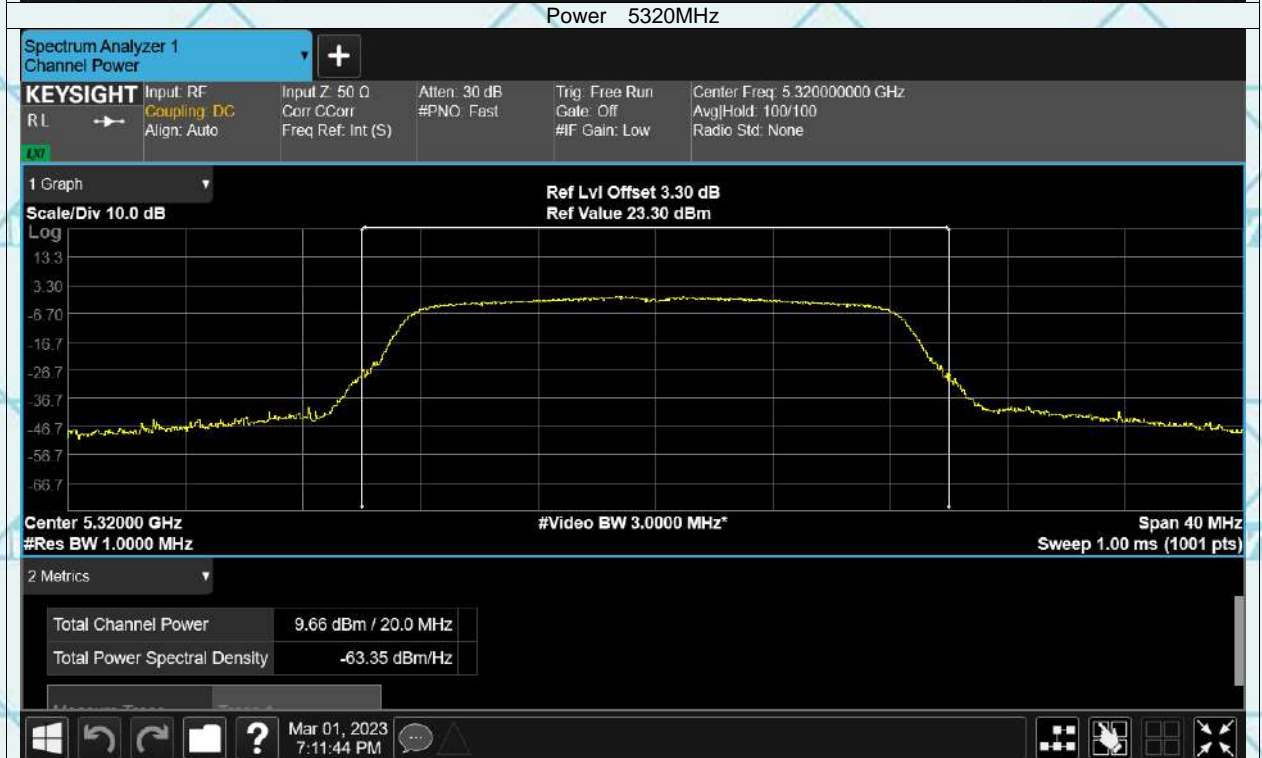 Power 5320MHz
Spectrum Analyzer 1
Channel Power
+
KEYSIGHT
RL
LXI
Input: RF
Coupling: DC
Align: Auto
Input Z: 50 Ω
Corr CCorr
Freq Ref: Int (S)
Atten: 30 dB
#PNO: Fast
Trig: Free Run
Gate: Off
#IF Gain: Low
Center Freq: 5.320000000 GHz
Avg|Hold: 100/100
Radio Std: None
1 Graph
Scale/Div 10.0 dB
Ref Lvl Offset 3.30 dB
Ref Value 23.30 dBm
Log
13.3
3.30
-6.70
-16.7
-26.7
-36.7
-46.7
-56.7
-66.7
Center 5.32000 GHz
#Res BW 1.0000 MHz
#Video BW 3.0000 MHz*
Span 40 MHz
Sweep 1.00 ms (1001 pts)
2 Metrics
Total Channel Power 9.66 dBm / 20.0 MHz
Total Power Spectral Density -63.35 dBm/Hz
?
Mar 01, 2023
7:11:44 PM